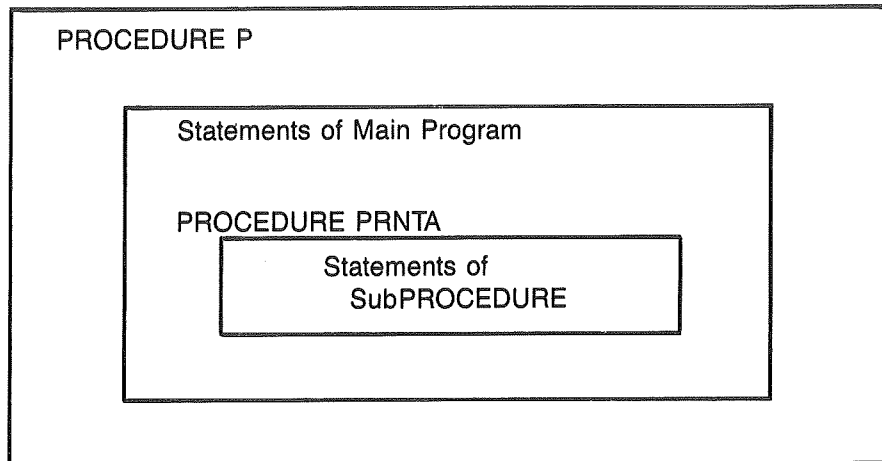 PROCEDURE P
Statements of Main Program
PROCEDURE PRNTA
Statements of
SubPROCEDURE